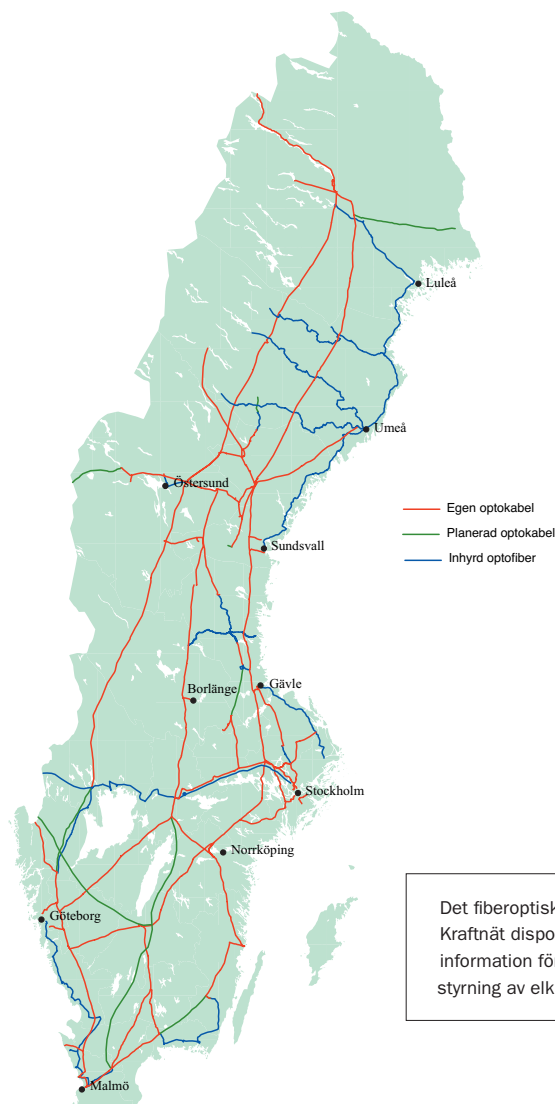 Luleå
Umeå
Östersund
Egen optokabel
Planerad optokabel
Sundsvall
Inhyrd optofiber
Gävle
Borlänge
Stockholm
Norrköping
Göteborg
Det fiberoptisk
Kraftnät dispo
information för
styrning av elk
Malmö